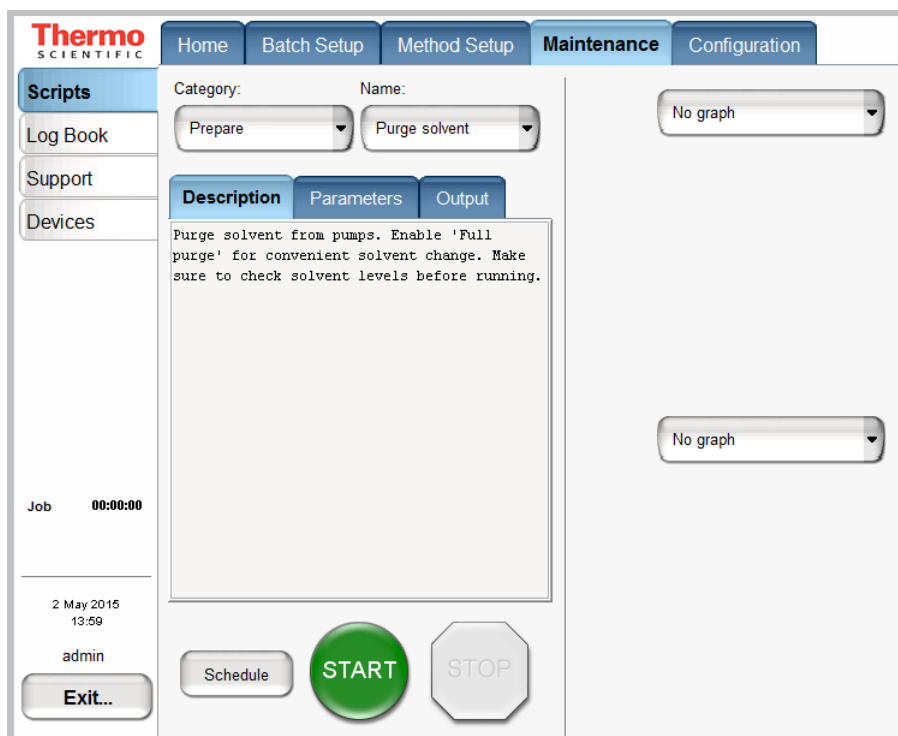 Thermo
SCIENTIFIC
Home
Batch Setup
Method Setup
Maintenance
Configuration
Scripts
Log Book
Support
Devices
Category:
Name:
Prepare
Purge solvent
No graph
Description
Parameters
Output
Purge solvent from pumps. Enable 'Full
purge' for convenient solvent change. Make
sure to check solvent levels before running.
No graph
Job 00:00:00
2 May 2015
13:59
admin
Exit...
Schedule
START
STOP